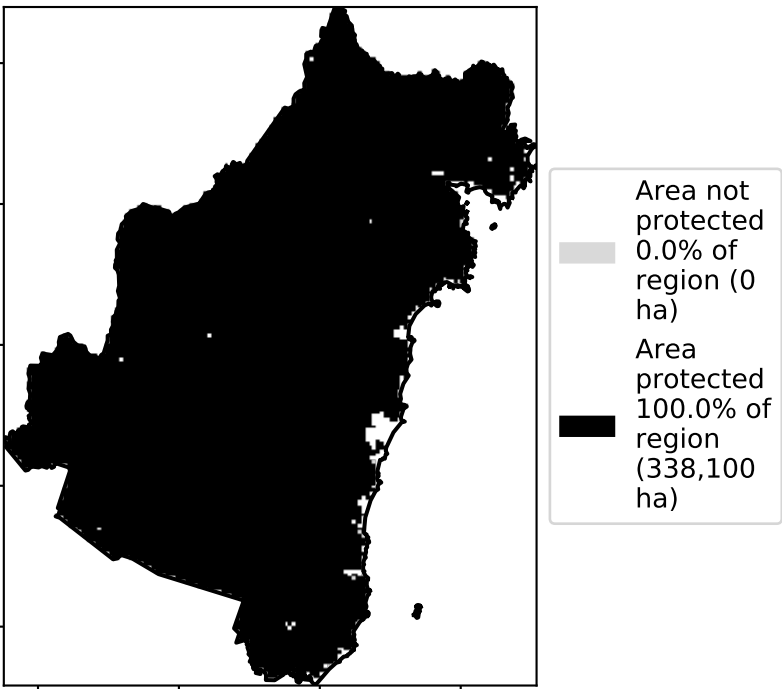 Area not
protected
0.0% of
region (0
ha)
Area
protected
100.0% of
region
(338,100
ha)